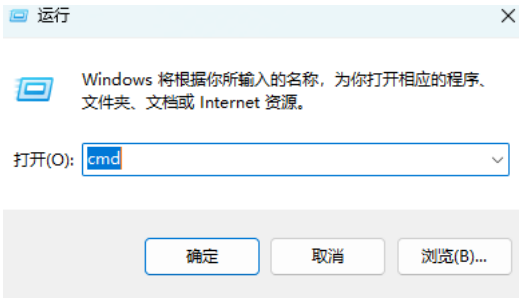 运行
Windows 将根据你所输入的名称，为你打开相应的程序、
文件夹、文档或 Internet 资源。
打开(O): cmd
确定 取消 浏览(B)...